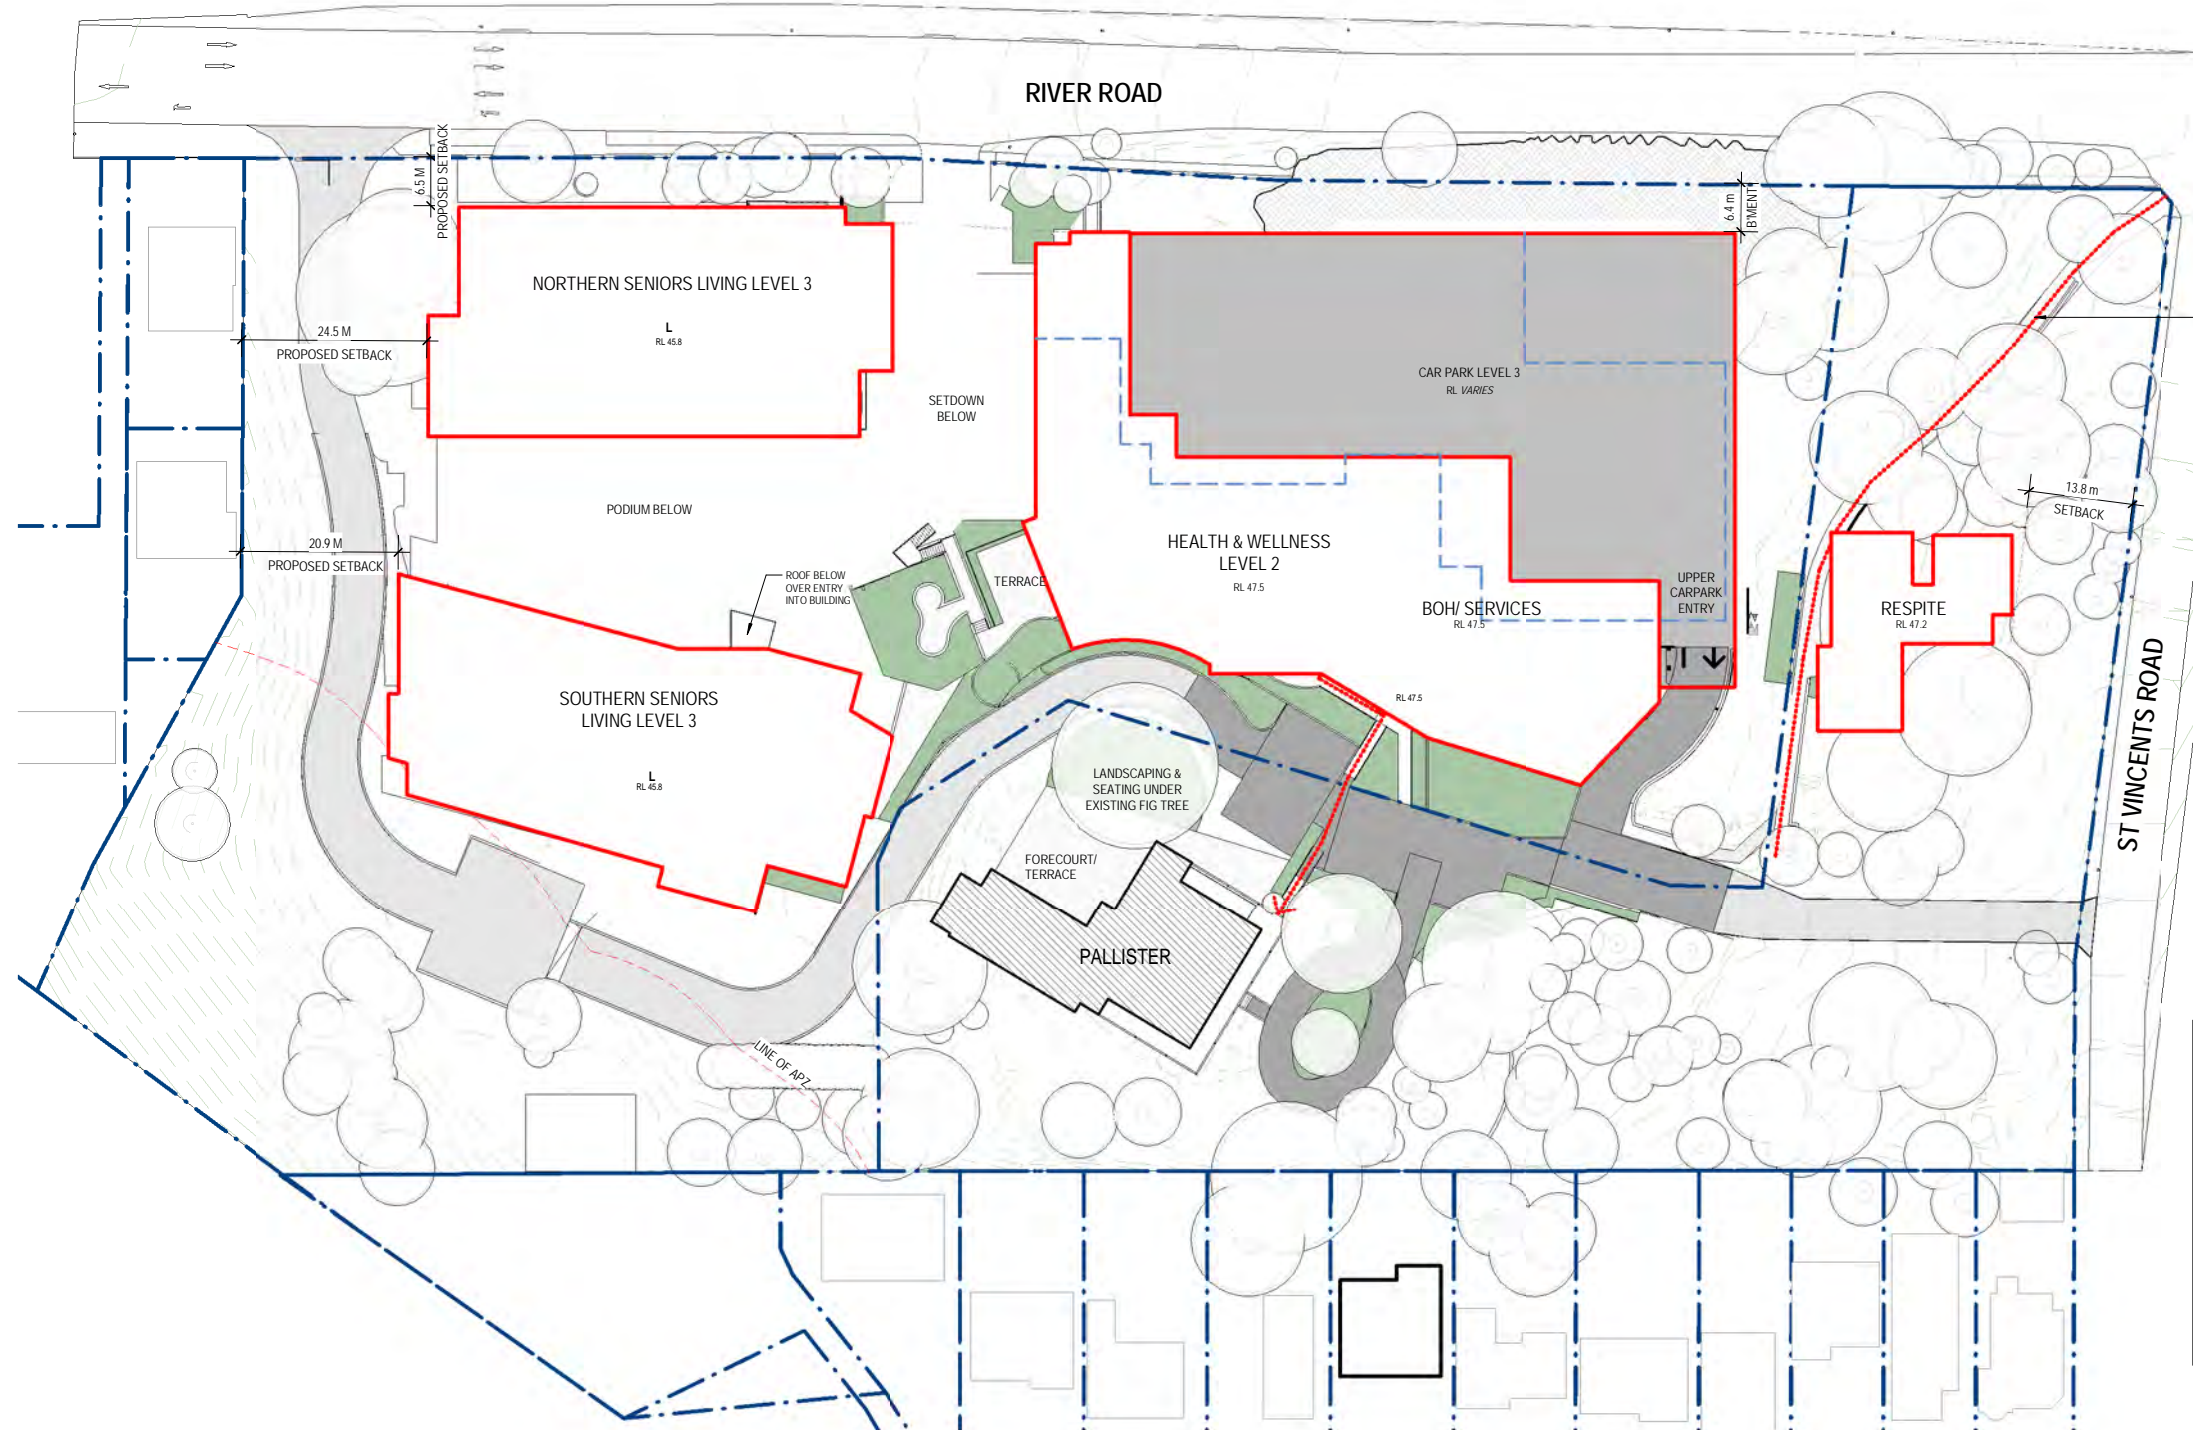 RIVER ROAD
6.5 M
PROPOSED SETBACK
6.4 m
B'MENT
NORTHERN SENIORS LIVING LEVEL 3
L
RL 45.8
24.5 M
PROPOSED SETBACK
CAR PARK LEVEL 3
RL VARIES
SETDOWN
BELOW
13.8 m
SETBACK
PODIUM BELOW
20.9 M
PROPOSED SETBACK
HEALTH & WELLNESS
LEVEL 2
RL 47.5
ROOF BELOW
OVER ENTRY
INTO BUILDING
TERRACE
UPPER
CARPARK
ENTRY
BOH/ SERVICES
RL 47.5
RESPITE
RL 47.2
SOUTHERN SENIORS
LIVING LEVEL 3
L
RL 45.8
RL 47.5
ST VINCENTS ROAD
LANDSCAPING &
SEATING UNDER
EXISTING FIG TREE
FORECOURT/
TERRACE
PALLISTER
LINE OF APZ